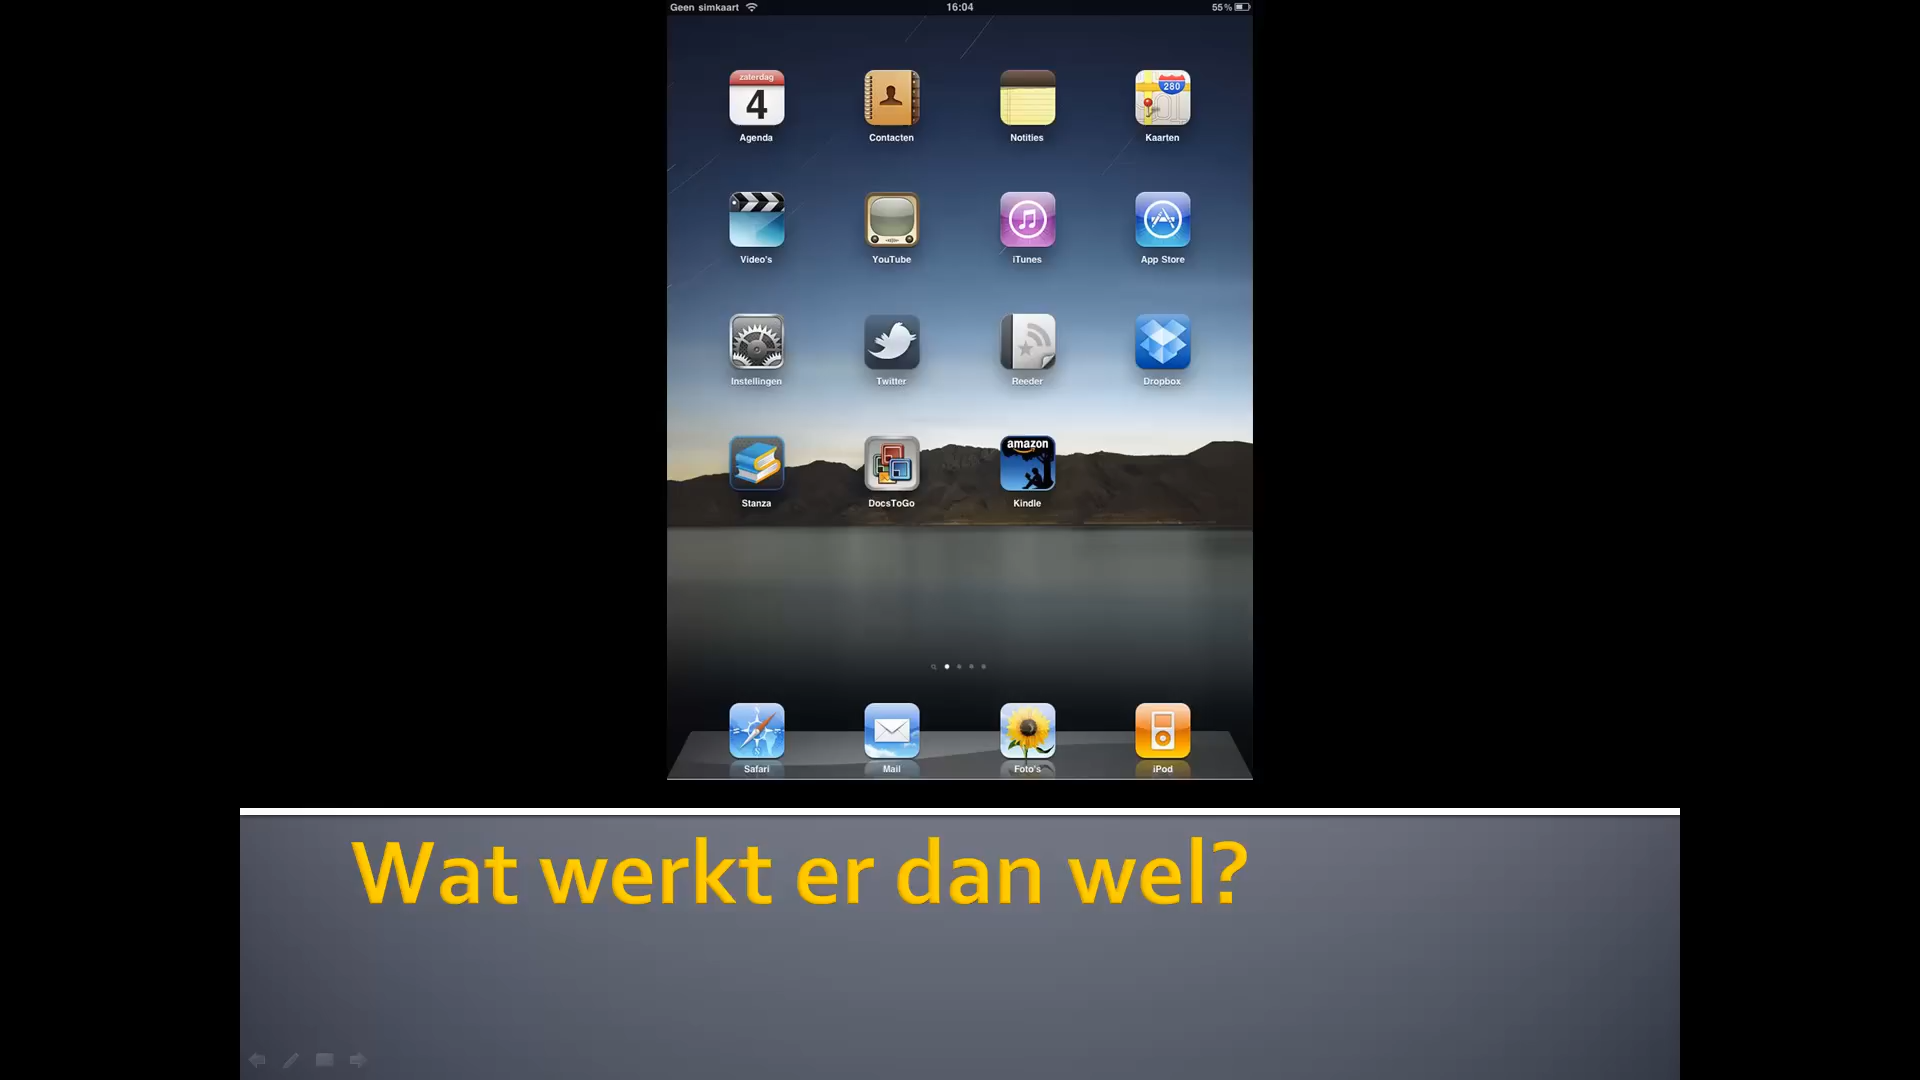 Geen simkaart 16:04 55%
zaterdag
4
280
Agenda Contacten Notities Kaarten
Video's YouTube iTunes App Store
Instellingen Twitter Reeder Dropbox
amazon
Stanza DocsToGo Kindle
Safari Mail Foto's iPod
Wat werkt er dan wel?